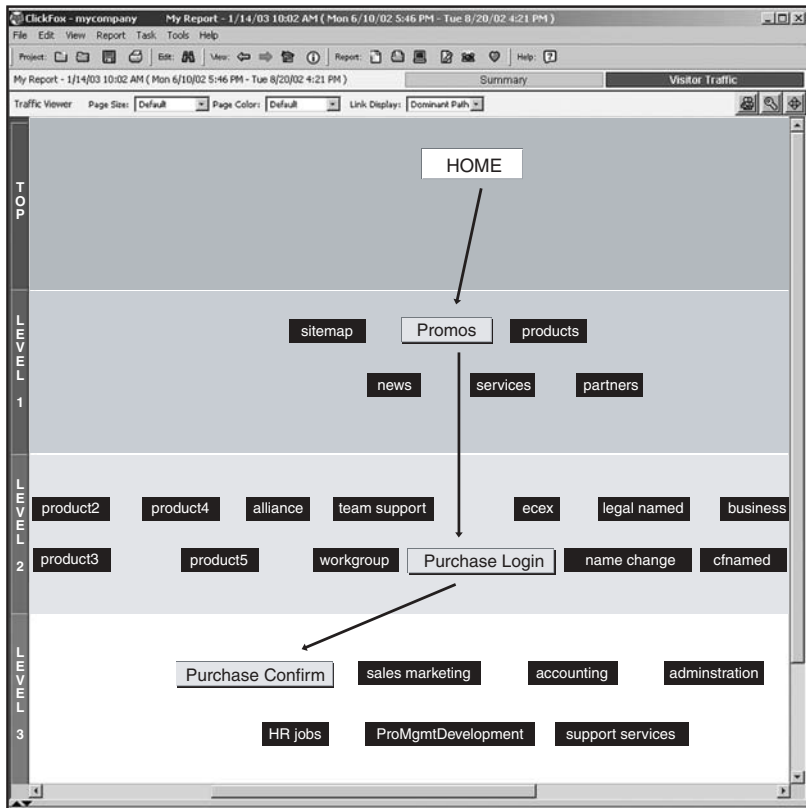 ClickFox - mycompany My Report - 1/14/03 10:02 AM ( Mon 6/10/02 5:46 PM - Tue 8/20/02 4:21 PM )
File Edit View Report Task Tools Help
Project: Edit: View: Report: Help:
My Report - 1/14/03 10:02 AM ( Mon 6/10/02 5:46 PM - Tue 8/20/02 4:21 PM ) Summary Visitor Traffic
Traffic Viewer Page Size: Default Page Color: Default Link Display: Dominant Path
TOP
HOME
LEVEL 1
sitemap Promos products
news services partners
LEVEL 2
product2 product4 alliance team support ecex legal named business
product3 product5 workgroup Purchase Login name change cfnamed
LEVEL 3
Purchase Confirm sales marketing accounting adminstration
HR jobs ProMgmtDevelopment support services